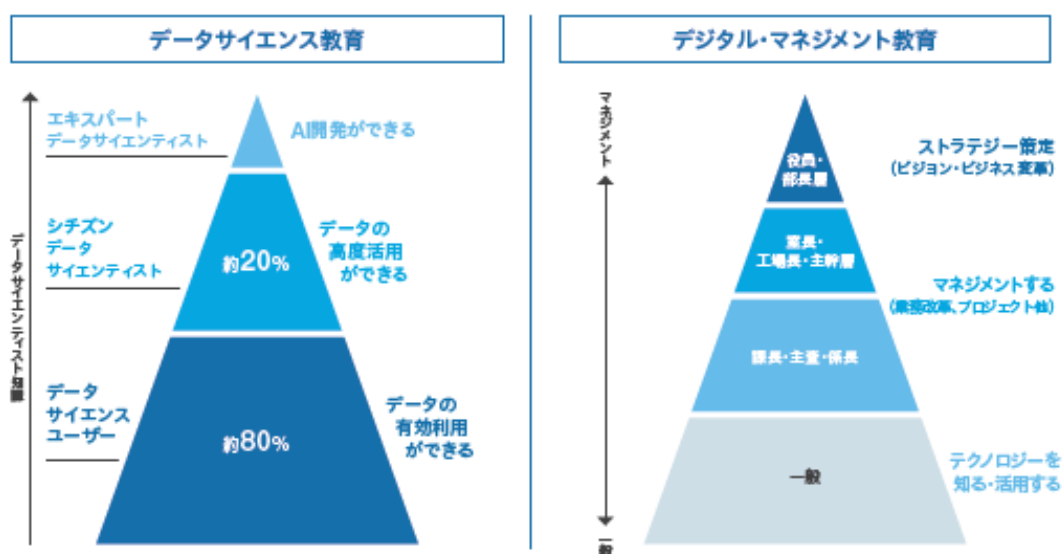 データサイエンス教育
エキスパート
データサイエンティスト
AI開発ができる
シチズン
データ
サイエンティスト
約20%
データの
高度活用
ができる
データサイエンティスト知識
データ
サイエンス
ユーザー
約80%
データの
有効利用
ができる
デジタル・マネジメント教育
マネジメント
役員・
部長層
ストラテジー策定
(ビジョン・ビジネス変革)
室長・
工場長・主幹層
マネジメントする
(業務改革、プロジェクト他)
課長・主査・係長
一般
テクノロジーを
知る・活用する
一般